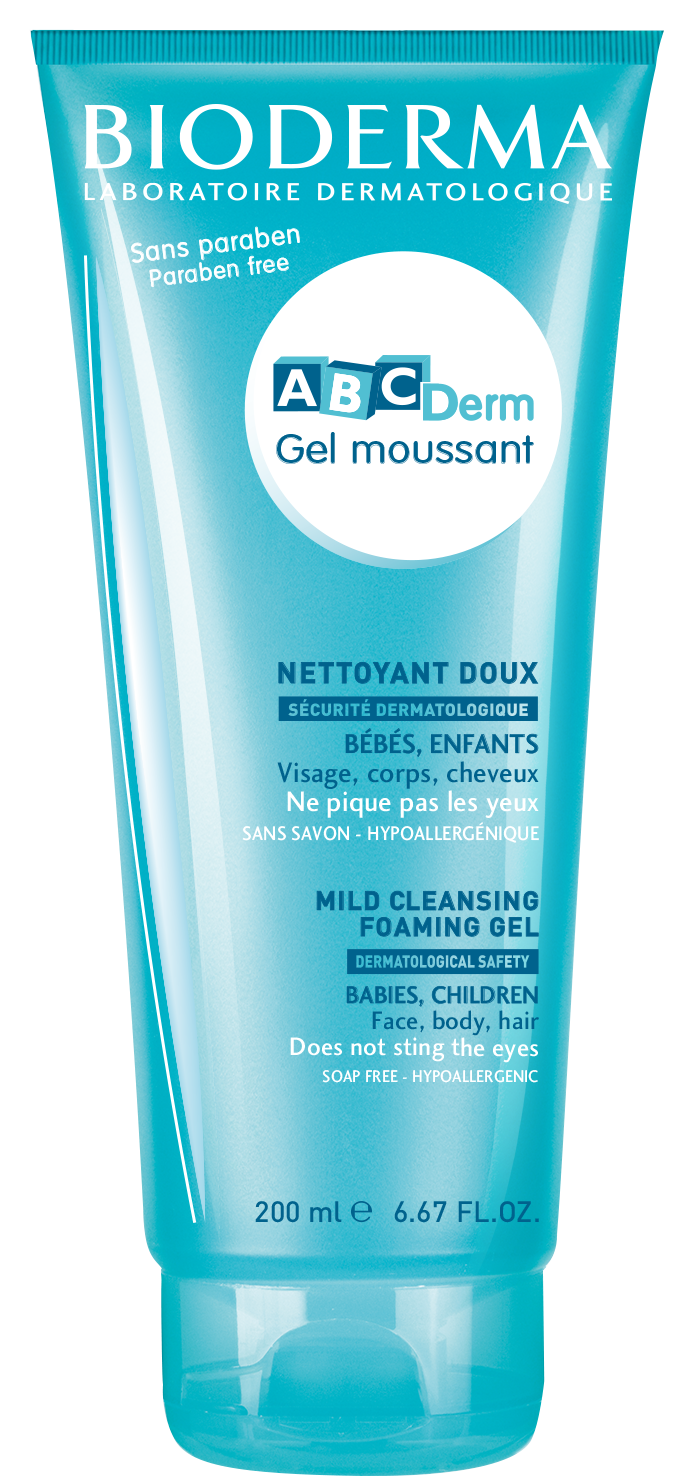 BIODERMA
LABORATOIRE DERMATOLOGIQUE
Sans paraben
Paraben free
ABCDerm
Gel moussant
NETTOYANT DOUX
SÉCURITÉ DERMATOLOGIQUE
BÉBÉS, ENFANTS
Visage, corps, cheveux
Ne pique pas les yeux
SANS SAVON - HYPOALLERGÉNIQUE
MILD CLEANSING
FOAMING GEL
DERMATOLOGICAL SAFETY
BABIES, CHILDREN
Face, body, hair
Does not sting the eyes
SOAP FREE - HYPOALLERGENIC
200 ml ℮ 6.67 FL.OZ.